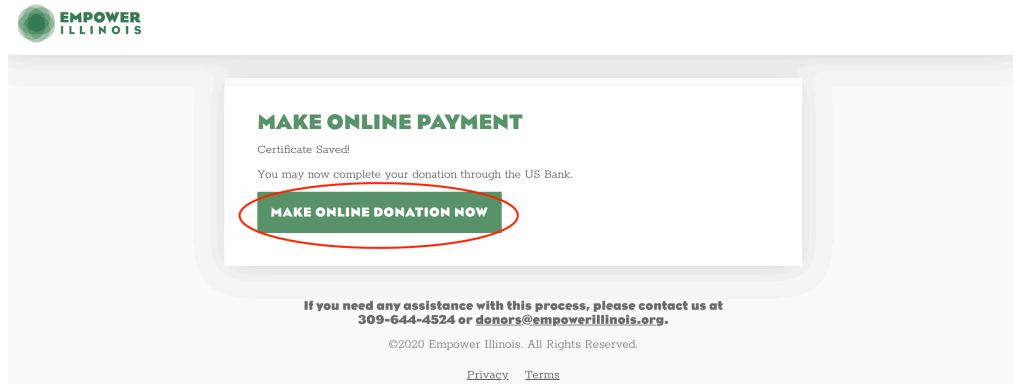 EMPOWER
ILLINOIS
MAKE ONLINE PAYMENT
Certificate Saved!
You may now complete your donation through the US Bank.
MAKE ONLINE DONATION NOW
If you need any assistance with this process, please contact us at
309-644-4524 or donors@empowerillinois.org.
©2020 Empower Illinois. All Rights Reserved.
Privacy Terms